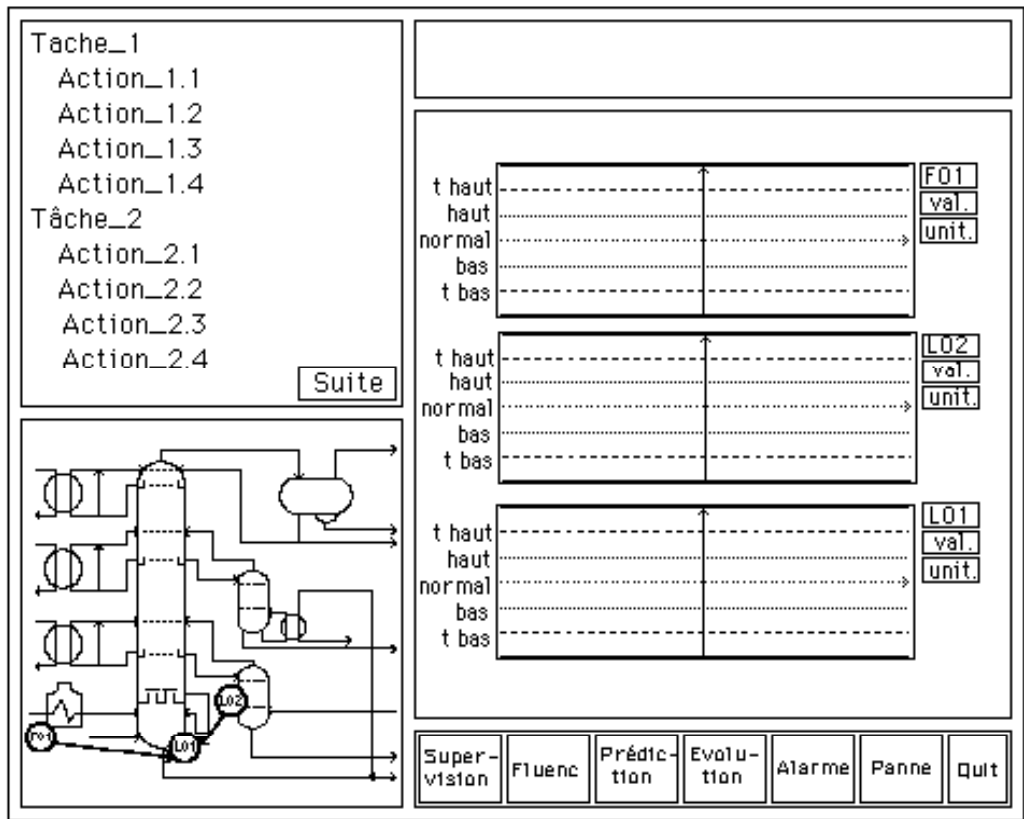 Tache_1
Action_1.1
Action_1.2
Action_1.3
Action_1.4
Tâche_2
Action_2.1
Action_2.2
Action_2.3
Action_2.4
Suite
t haut
haut
normal
bas
t bas
F01
val.
unit.
t haut
haut
normal
bas
t bas
L02
val.
unit.
t haut
haut
normal
bas
t bas
L01
val.
unit.
L02
F01
L01
Super-
vision
Fluenc
Prédic-
tion
Evolu-
tion
Alarme
Panne
Quit